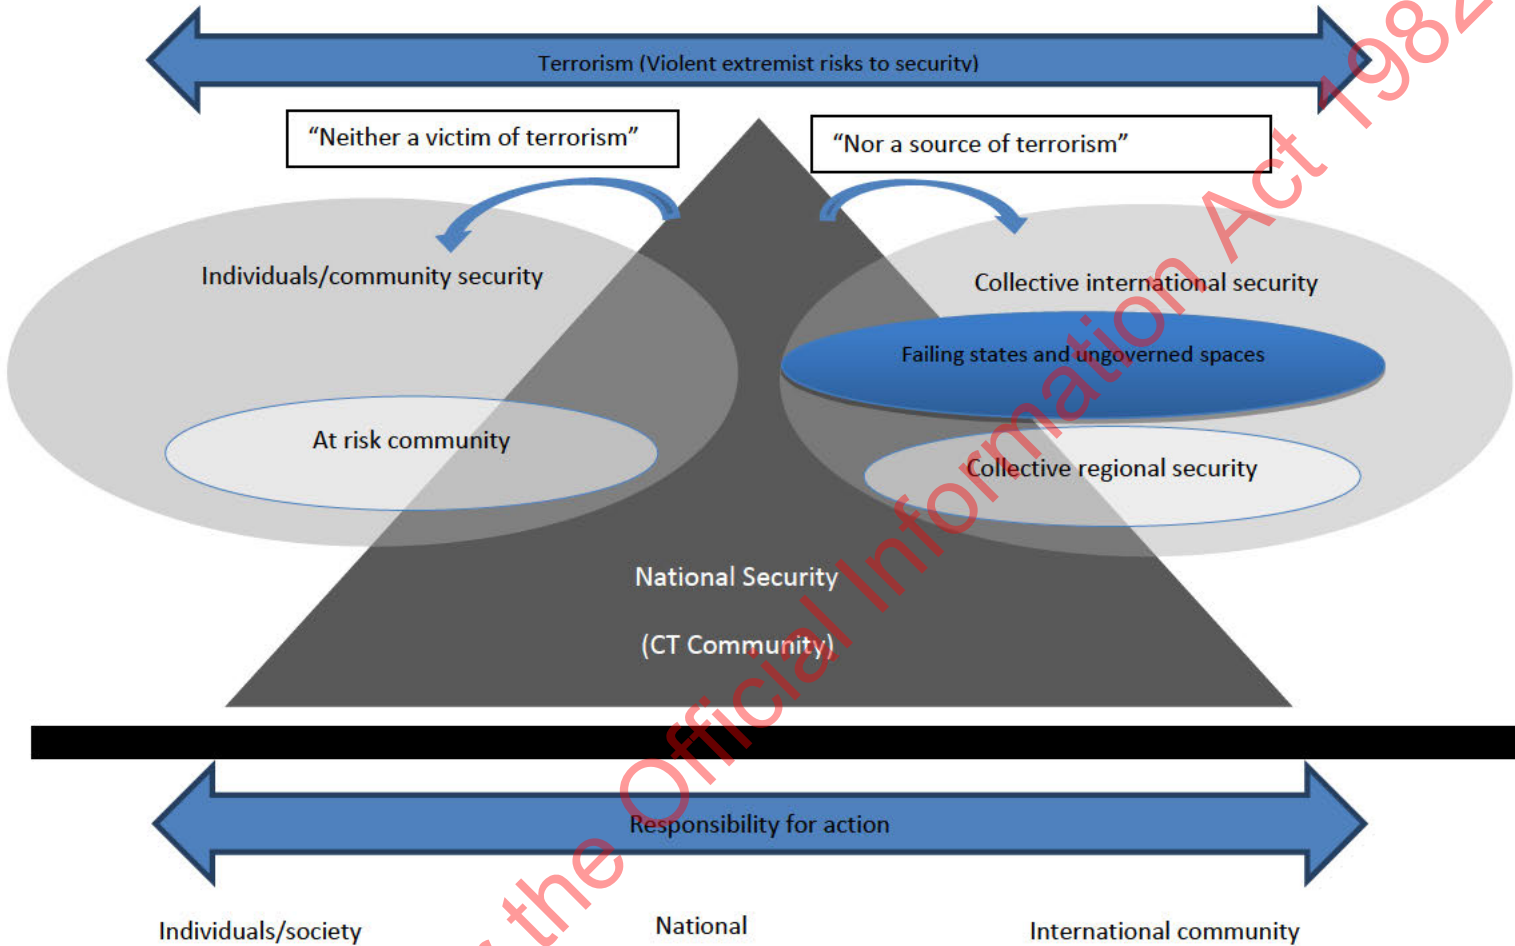 Terrorism (Violent extremist risks to security)
“Neither a victim of terrorism”
“Nor a source of terrorism”
Individuals/community security
Collective international security
Failing states and ungoverned spaces
At risk community
Collective regional security
National Security
(CT Community)
Responsibility for action
Individuals/society
National
International community
the Official Information Act 1982